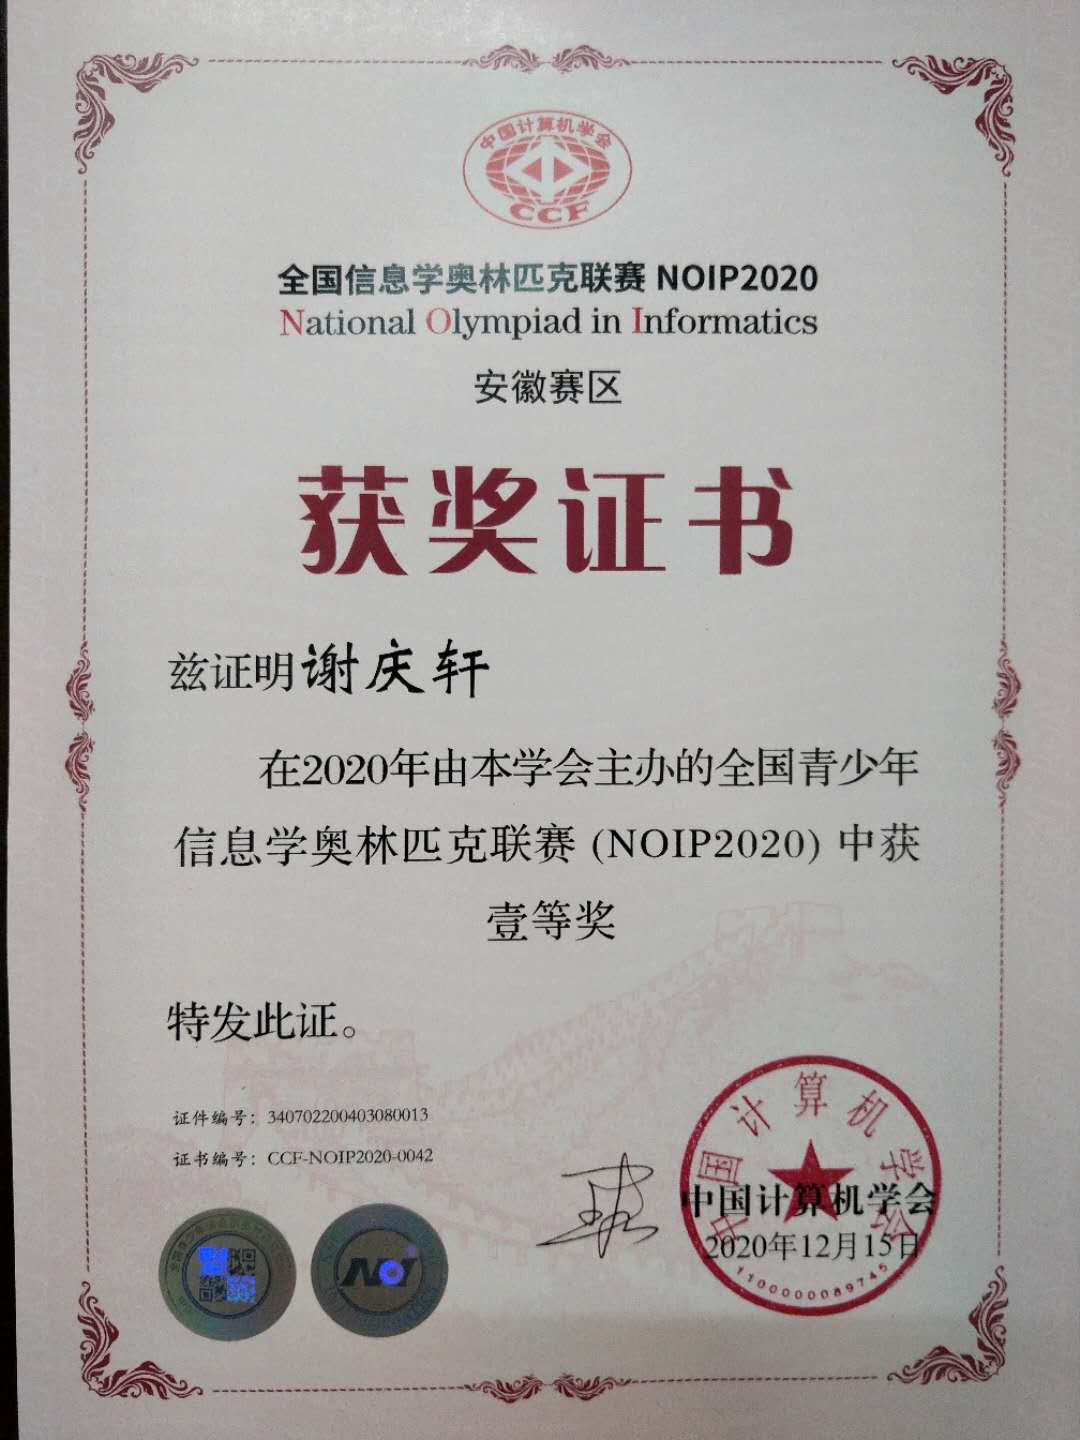 中国计算机学会
CCF
全国信息学奥林匹克联赛 NOIP2020
National Olympiad in Informatics
安徽赛区
获奖证书
兹证明谢庆轩
在2020年由本学会主办的全国青少年
信息学奥林匹克联赛 (NOIP2020) 中获
壹等奖
特发此证。
证件编号：340702200403080013
证书编号：CCF-NOIP2020-0042
中国计算机学会
中国计算机学会
2020年12月15日
1100000089745
NOI